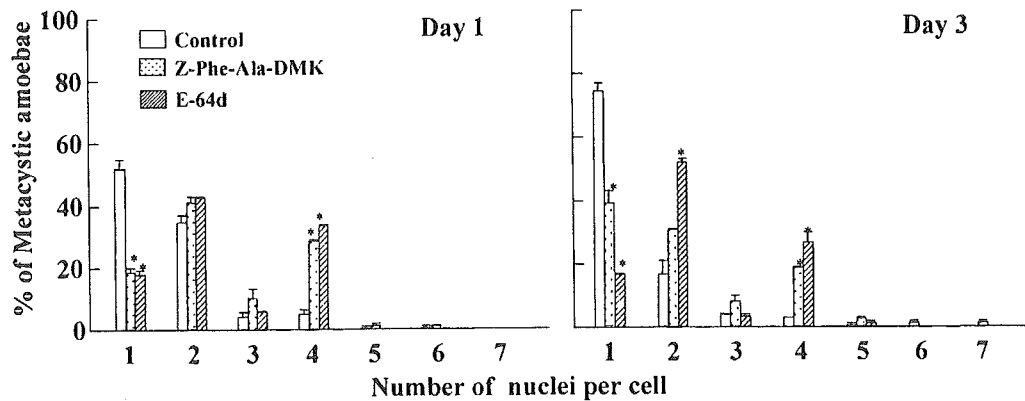 100
80
60
40
20
0
% of Metacystic amoebae
Control
Z-Phe-Ala-DMK
E-64d
Day 1
Day 3
* *
* *
*
*
*
*
*
1 2 3 4 5 6 7
1 2 3 4 5 6 7
Number of nuclei per cell